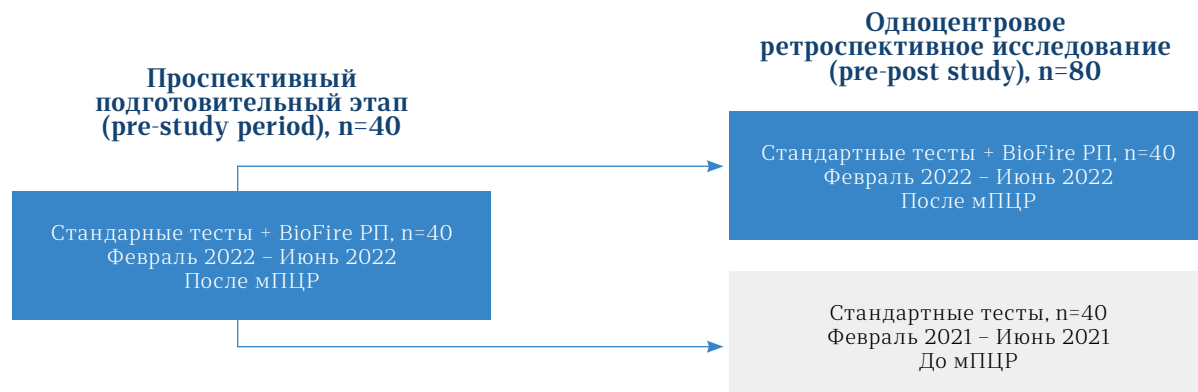 Проспективный
подготовительный этап
(pre-study period), n=40
Стандарные тесты + BioFire РП, n=40
Февраль 2022 – Июнь 2022
После мПЦР
Одноцентровое
ретроспективное исследование
(pre-post study), n=80
Стандартные тесты + BioFire РП, n=40
Февраль 2022 – Июнь 2022
После мПЦР
Стандартные тесты, n=40
Февраль 2021 – Июнь 2021
До мПЦР